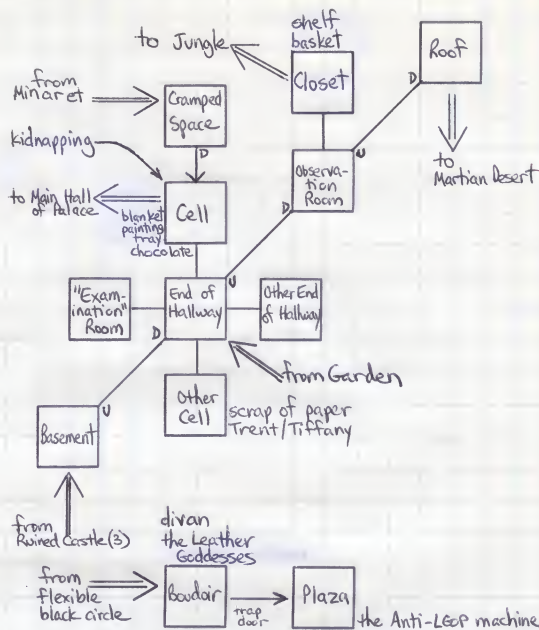 shelf
basket
to Jungle
Closet
Roof
D
from
Minaret
Cramped
Space
D
to
Martian Desert
kidnapping
Observa-
tion
Room
U
D
to Main Hall
of Palace
Cell
blanket
painting
tray
chocolate
"Exam-
ination"
Room
End of
Hallway
U
D
Other End
of Hallway
from Garden
Other
Cell
scrap of paper
Trent/Tiffany
U
Basement
from
Ruined Castle (3)
divan
the Leather
Goddesses
from
flexible
black circle
Boudoir
trap
door
Plaza
the Anti-LGOP machine